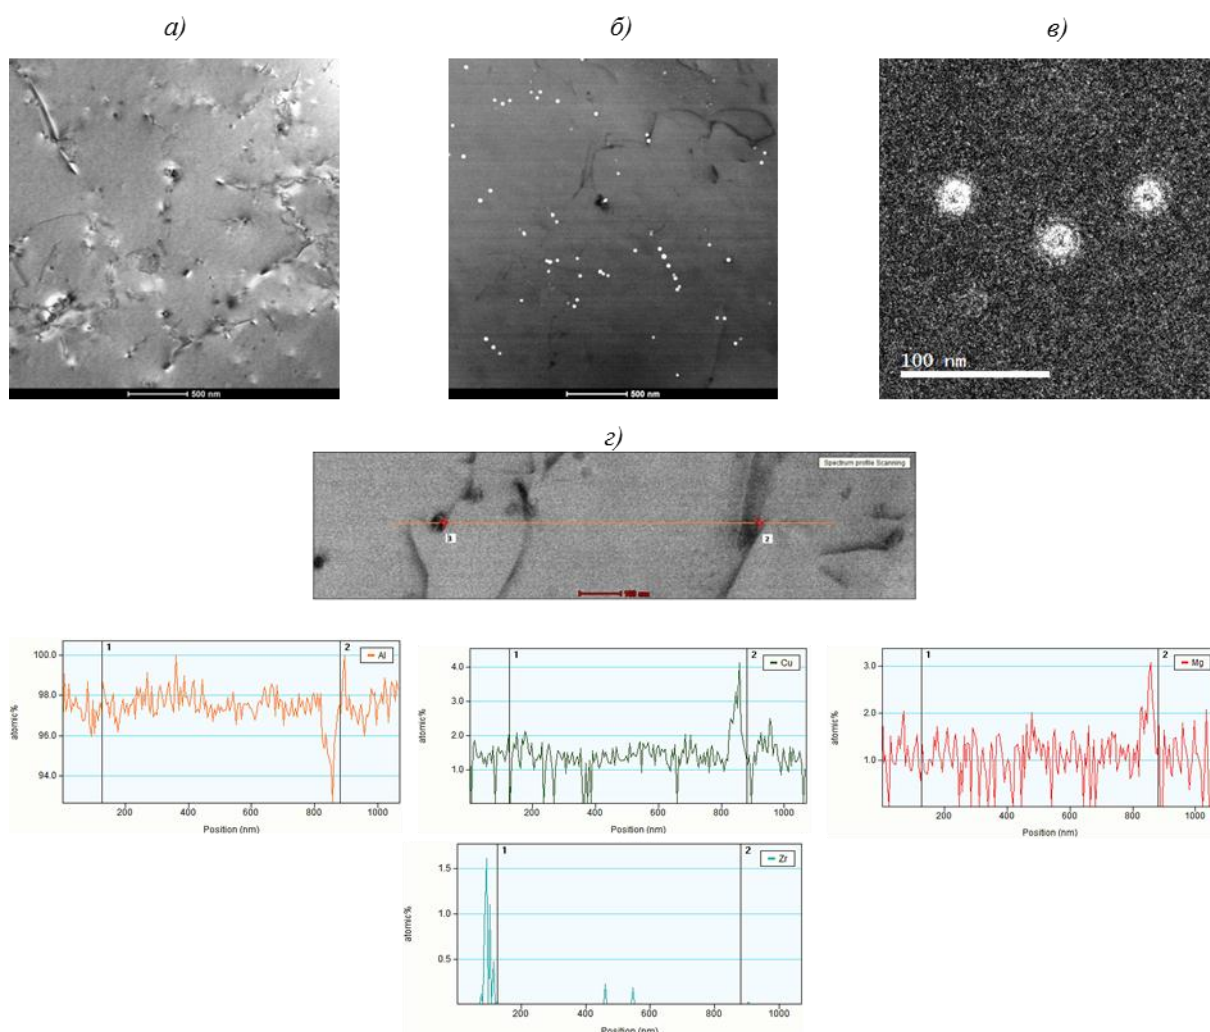 а) б) в)
500 nm
500 nm
100 nm
г)
Spectrum profile Scanning
2
1 2
100.0
98.0
96.0
94.0
Al
atomic%
200 400 600 800 1000
Position (nm)
1 2
4.0
3.0
2.0
1.0
Cu
atomic%
200 400 600 800 1000
Position (nm)
1 2
3.0
2.0
1.0
Mg
atomic%
200 400 600 800 1000
Position (nm)
1 2
1.5
1.0
0.5
Zr
atomic%
200 400 600 800 1000
Position (nm)